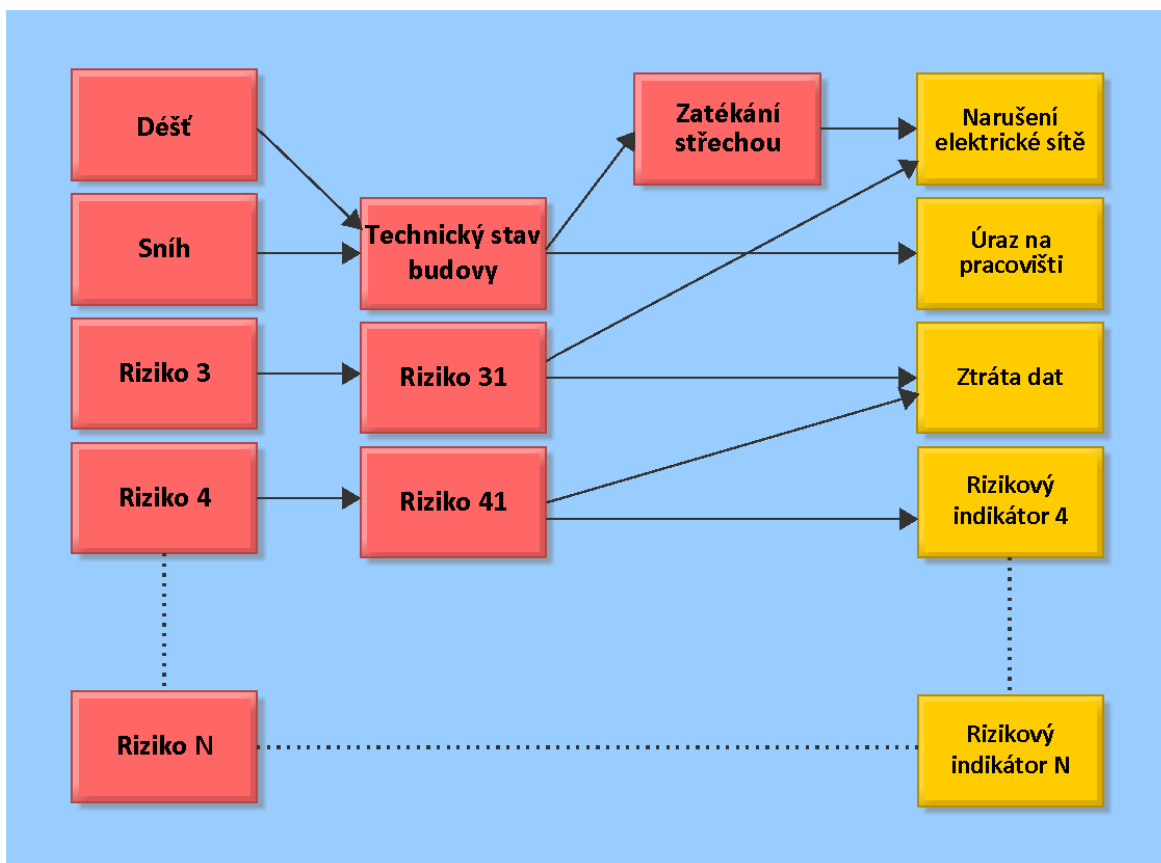 Déšť
Zatékání
střechou
Narušení
elektrické sítě
Sníh
Technický stav
budovy
Úraz na
pracovišti
Riziko 3
Riziko 31
Ztráta dat
Riziko 4
Riziko 41
Rizikový
indikátor 4
Riziko N
Rizikový
indikátor N